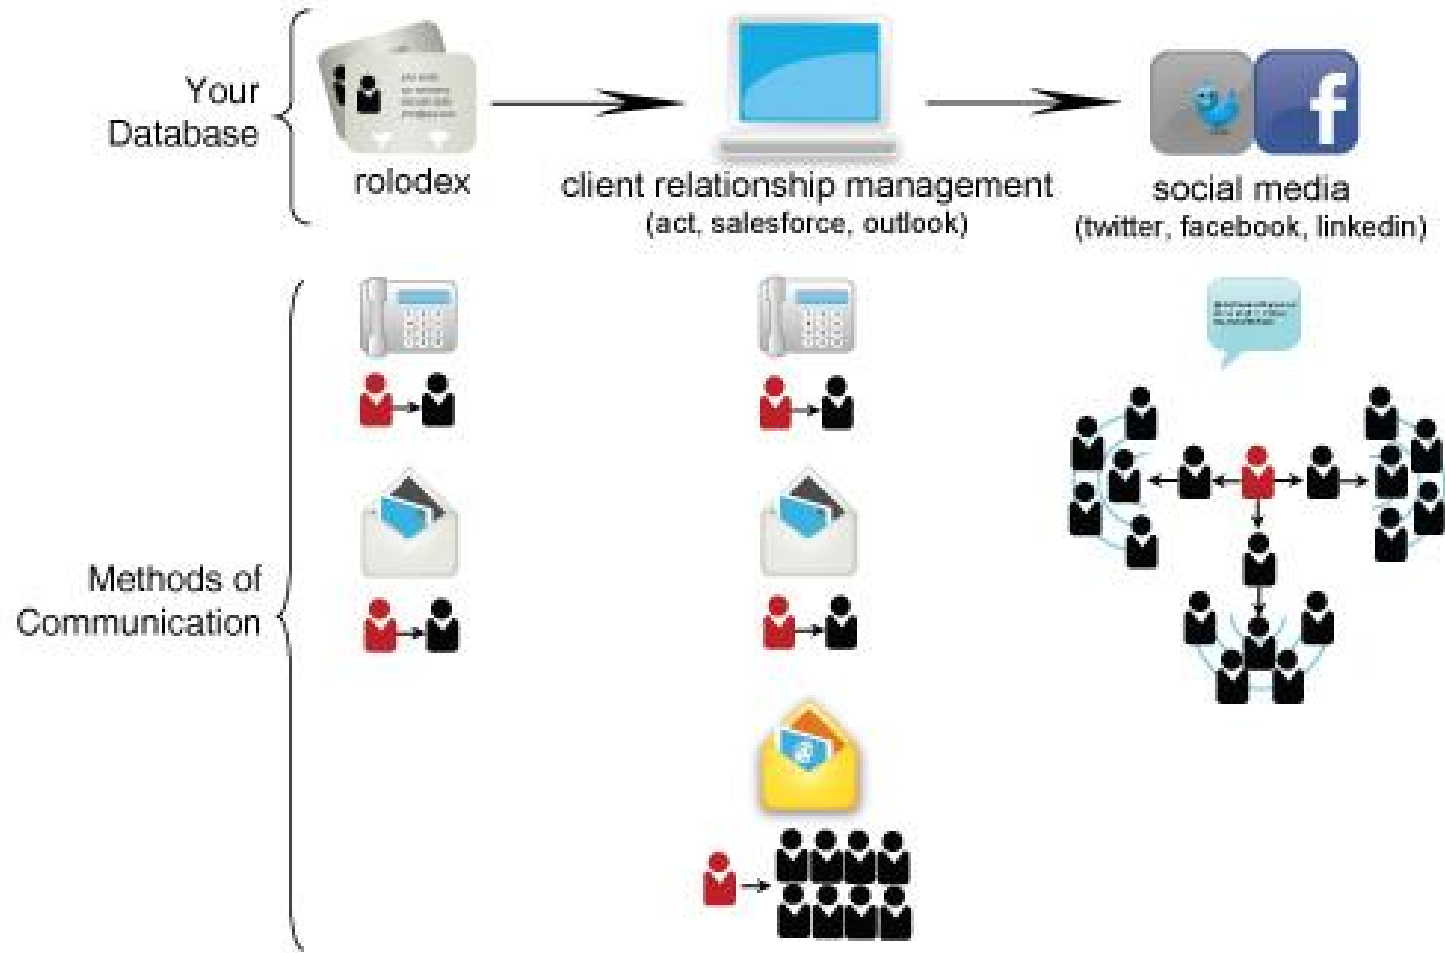 Your
Database
rolodex
client relationship management
(act, salesforce, outlook)
social media
(twitter, facebook, linkedin)
f
Methods of
Communication
@